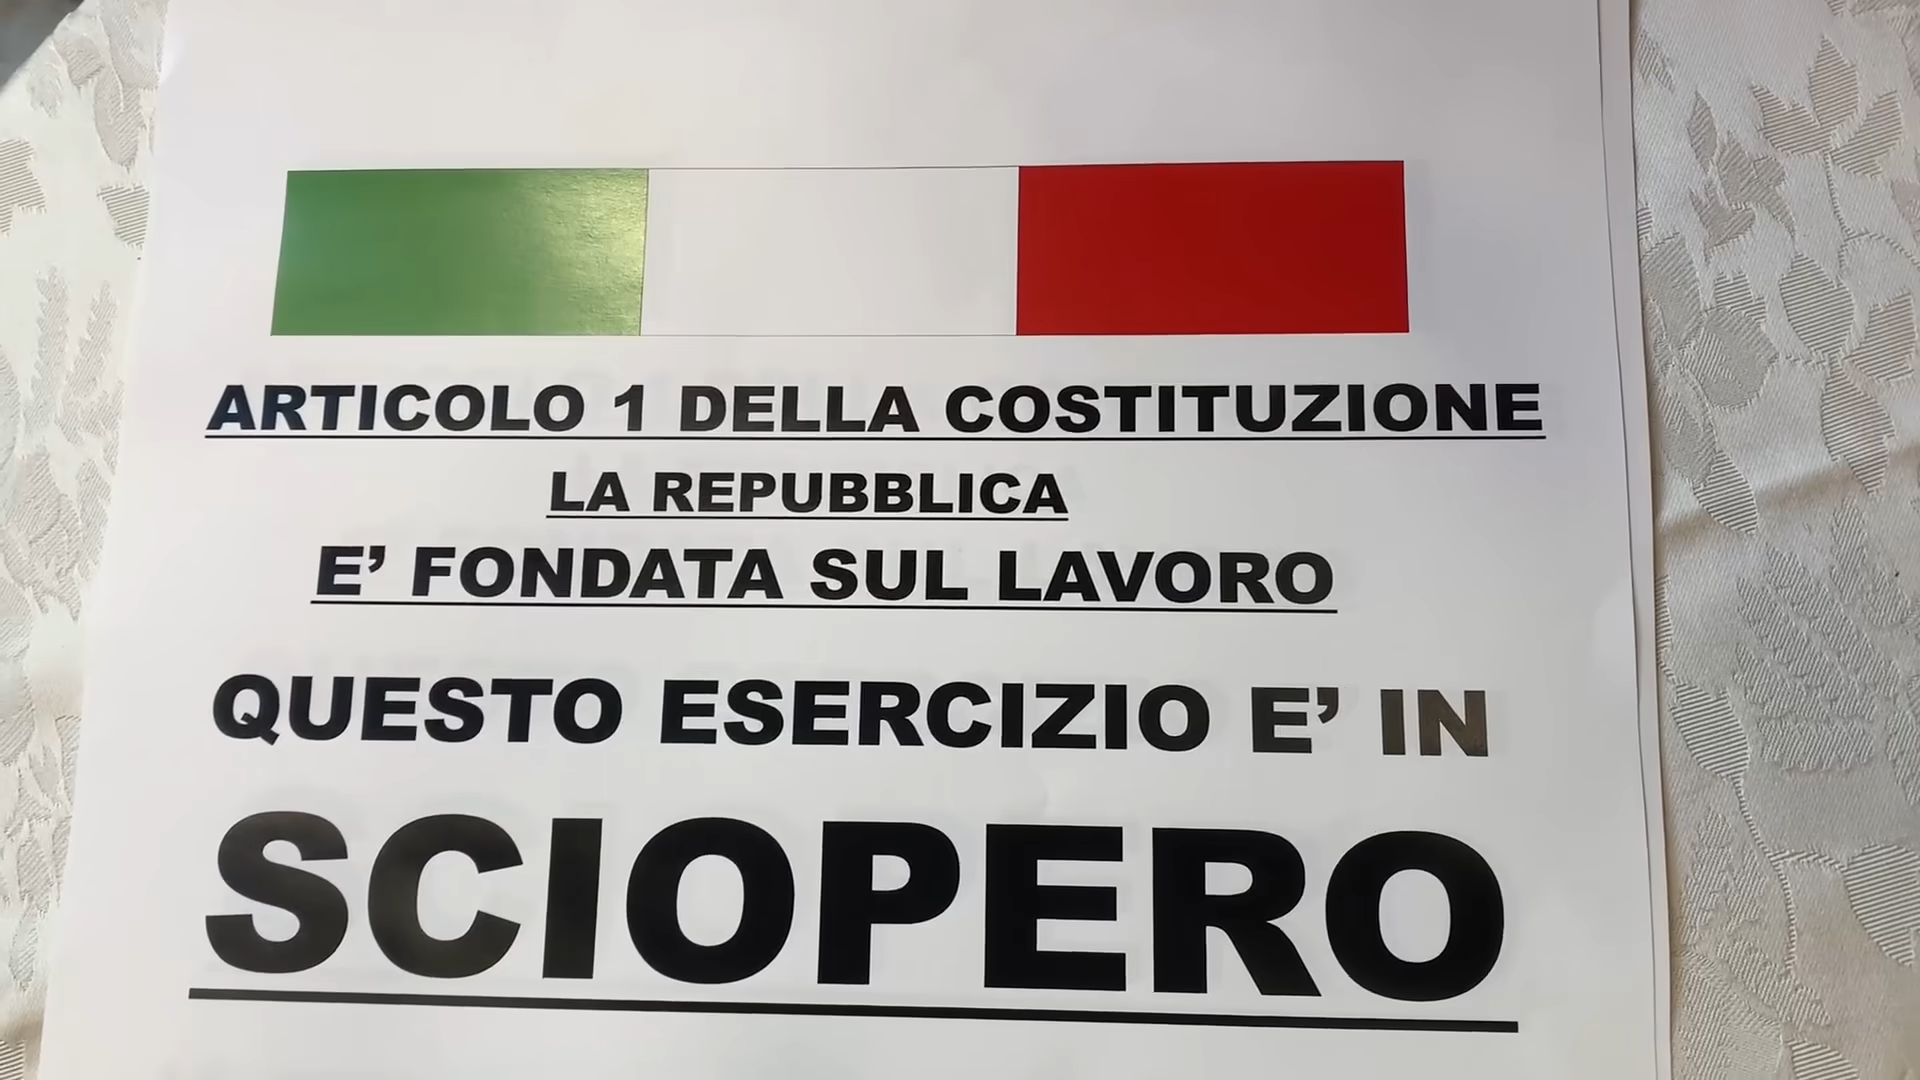 ARTICOLO 1 DELLA COSTITUZIONE
LA REPUBBLICA
E’ FONDATA SUL LAVORO
QUESTO ESERCIZIO E’ IN
SCIOPERO